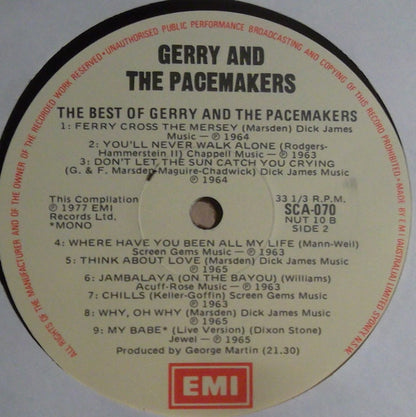 ALL RIGHTS OF THE MANUFACTURER AND OF THE OWNER OF THE RECORDED WORK RESERVED • UNAUTHORISED PUBLIC PERFORMANCE BROADCASTING AND COPYING OF THIS RECORD PROHIBITED • MADE BY E.M.I. (AUSTRALIA) LIMITED SYDNEY, N.S.W.
GERRY AND
THE PACEMAKERS
THE BEST OF GERRY AND THE PACEMAKERS
1: FERRY CROSS THE MERSEY (Marsden) Dick James
Music — ℗ 1964
2: YOU'LL NEVER WALK ALONE (Rodgers-
Hammerstein II) Chappell Music — ℗ 1963
3: DON'T LET THE SUN CATCH YOU CRYING
(G. & F. Marsden-Maguire-Chadwick) Dick James Music
— ℗ 1964
This Compilation
℗ 1977 EMI
Records Ltd.
*MONO
33 1/3 R.P.M.
SCA-070
NUT 10 B
SIDE 2
4: WHERE HAVE YOU BEEN ALL MY LIFE (Mann-Weil)
Screen Gems Music — ℗ 1963
5: THINK ABOUT LOVE (Marsden) Dick James Music
— ℗ 1965
6: JAMBALAYA (ON THE BAYOU) (Williams)
Acuff-Rose Music — ℗ 1963
7: CHILLS (Keller-Goffin) Screen Gems Music
— ℗ 1963
8: WHY, OH WHY (Marsden) Dick James Music
— ℗ 1965
9: MY BABE* (Live Version) (Dixon Stone)
Jewel — ℗ 1965
Produced by George Martin (21.30)
EMI